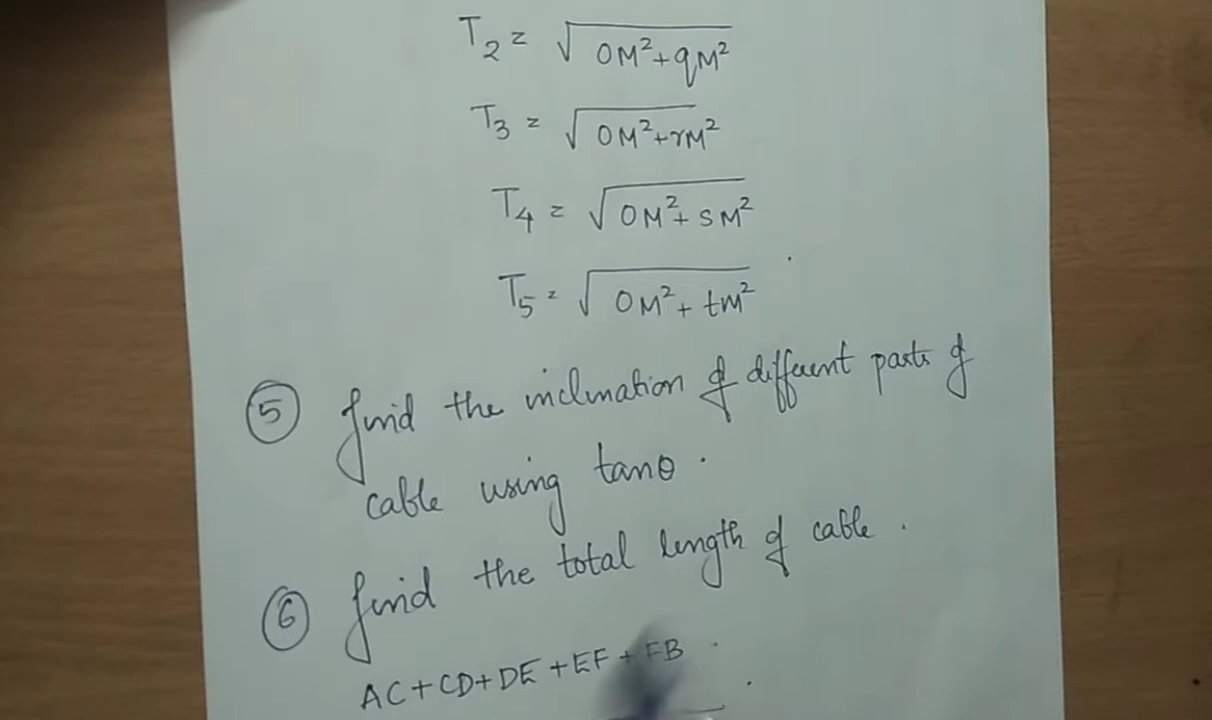 T₂ = √OM²+qM²
T₃ = √OM²+rM²
T₄ = √OM²+SM²
T₅ = √OM²+tM²
⑤ find the inclination of different parts of
cable using tanθ.
⑥ find the total length of cable.
AC+CD+DE+EF+FB.